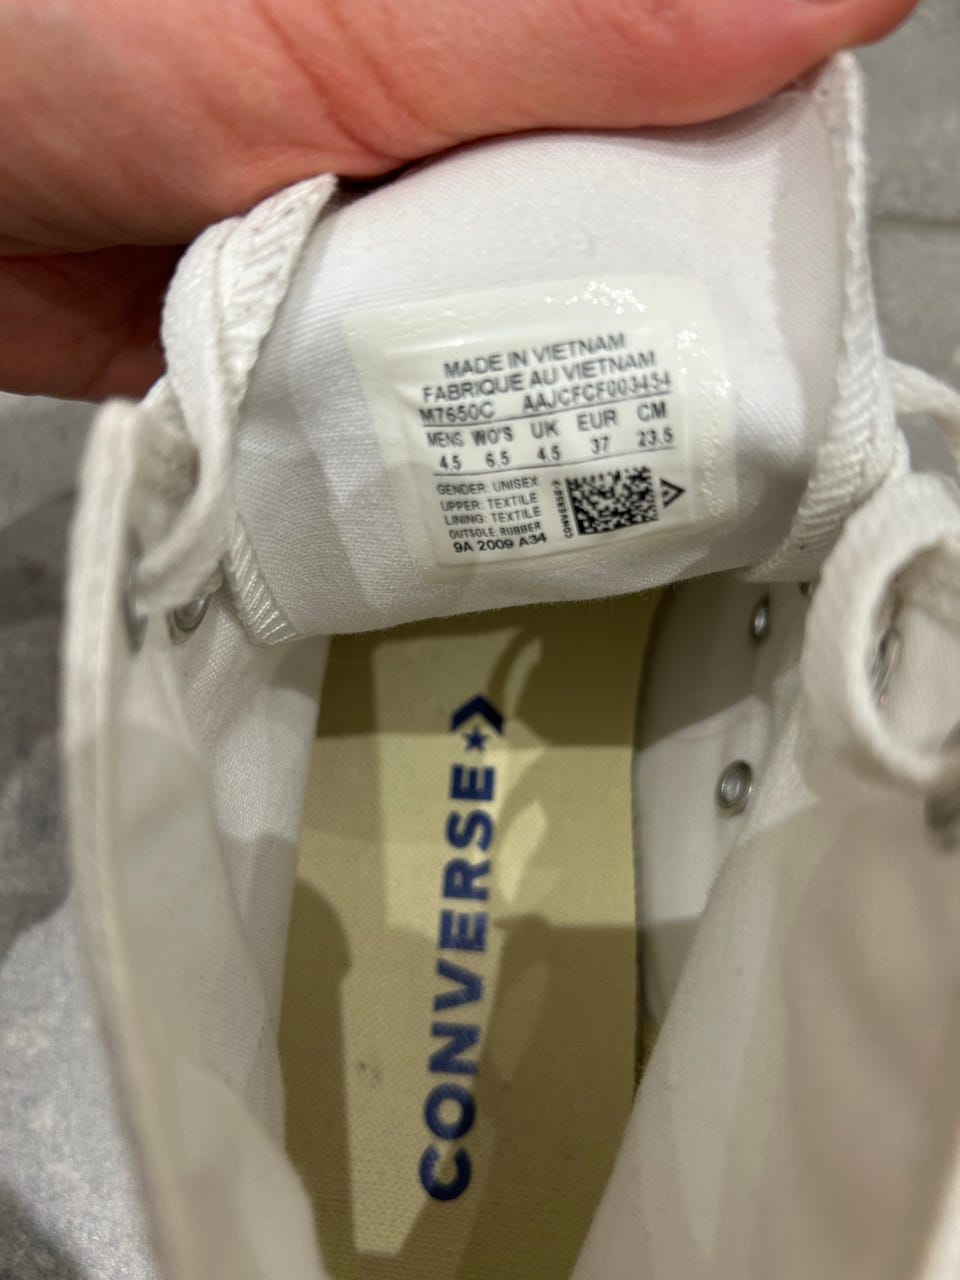 MADE IN VIETNAM
FABRIQUE AU VIETNAM
M7650C AAJCFCF003454
MENS WO'S UK EUR CM
4.5 6.5 4.5 37 23.5
GENDER: UNISEX
UPPER: TEXTILE
LINING: TEXTILE
OUTSOLE: RUBBER
9A 2009 A34
CONVERSE
CONVERSE